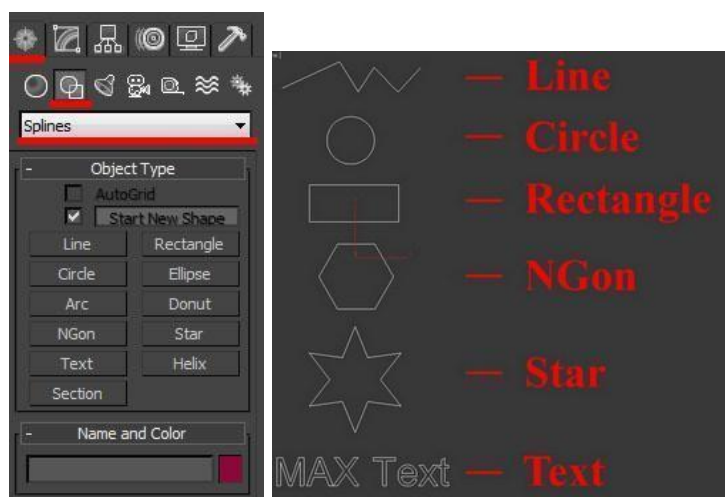 Splines
- Object Type
AutoGrid
Start New Shape
Line Rectangle
Circle Ellipse
Arc Donut
NGon Star
Text Helix
Section
- Name and Color
— Line
— Circle
— Rectangle
— NGon
— Star
MAX Text — Text